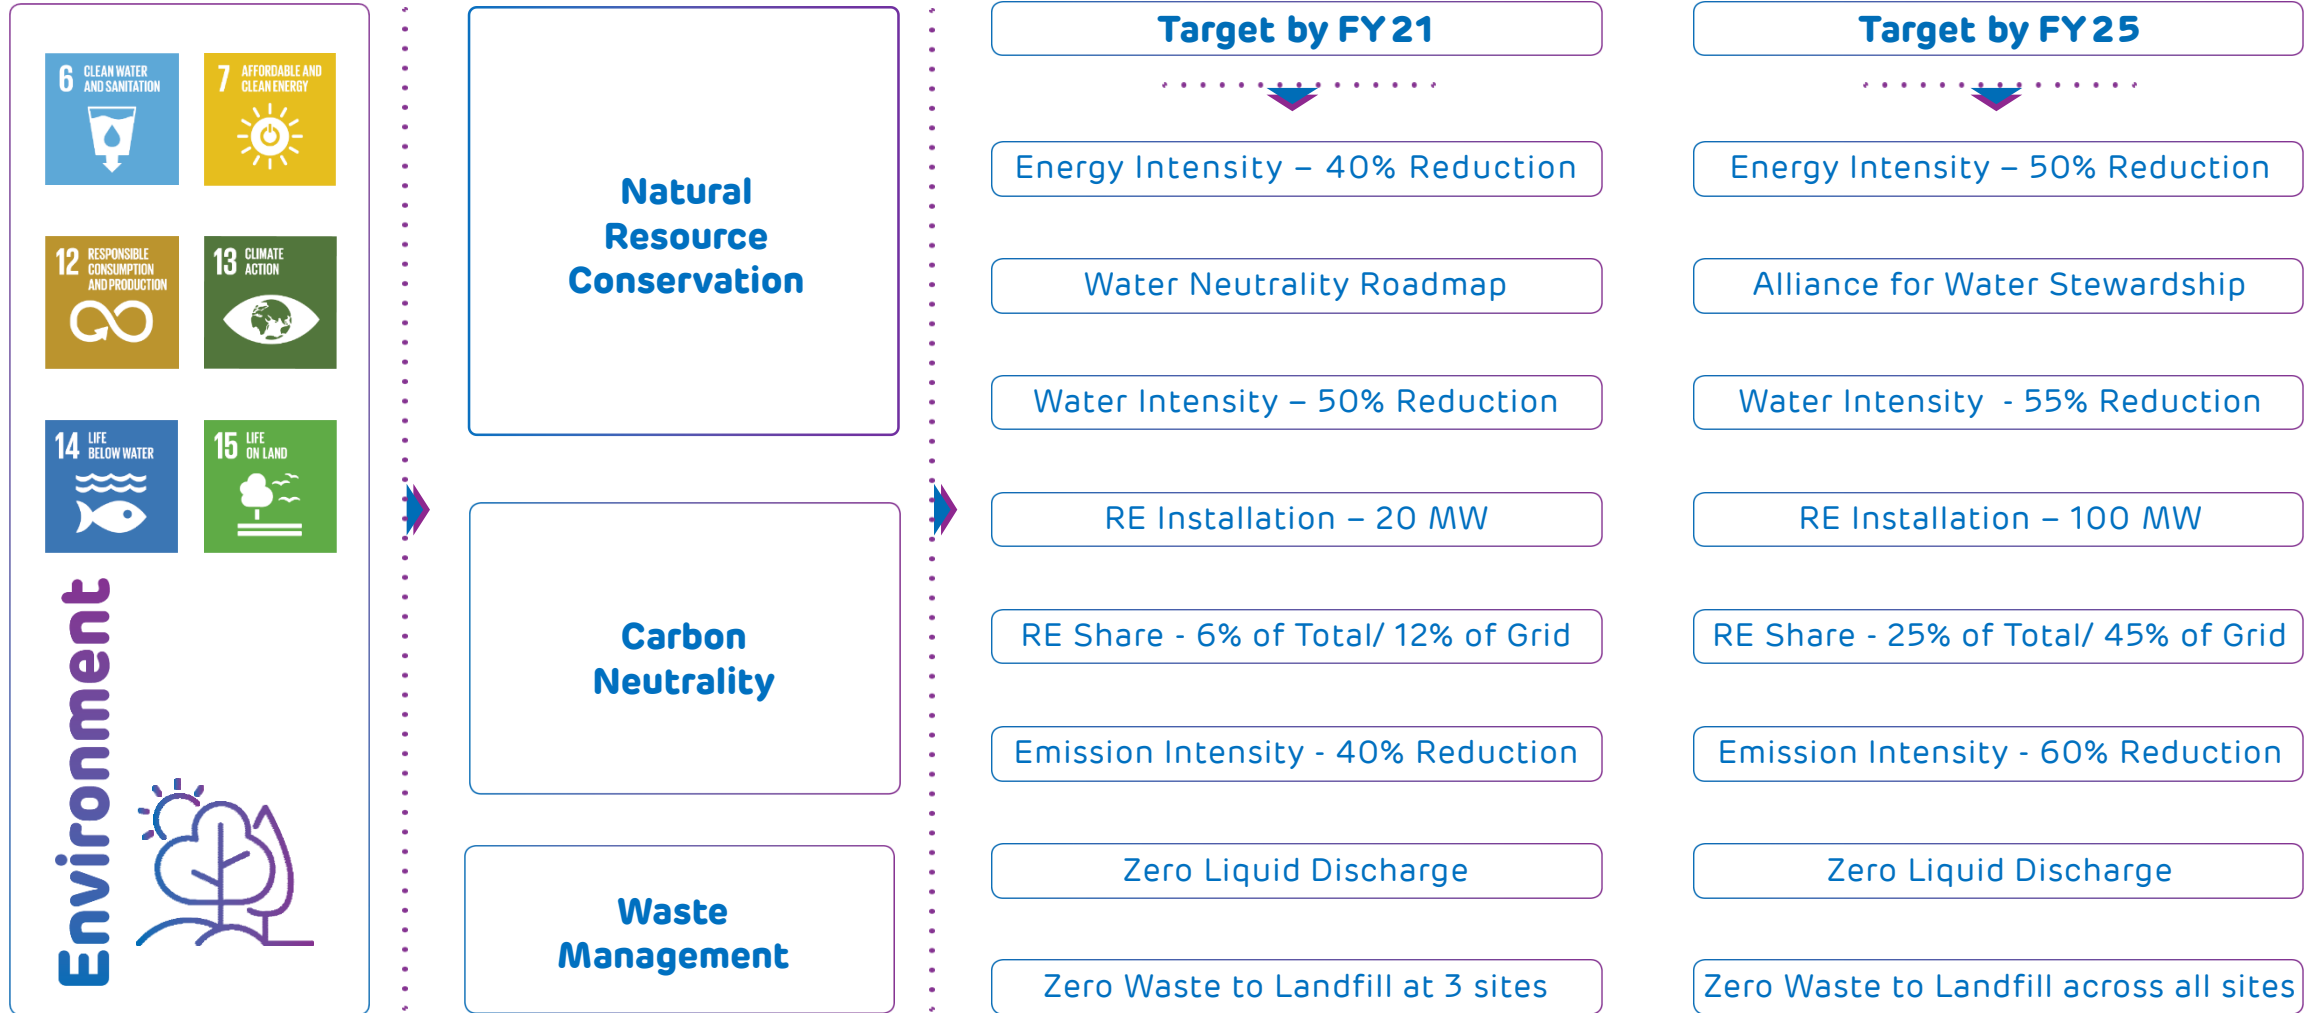 6 CLEAN WATER
AND SANITATION
7 AFFORDABLE AND
CLEAN ENERGY
12 RESPONSIBLE
CONSUMPTION
AND PRODUCTION
13 CLIMATE
ACTION
14 LIFE
BELOW WATER
15 LIFE
ON LAND
Environment
Natural
Resource
Conservation
Carbon
Neutrality
Waste
Management
Target by FY21
Energy Intensity – 40% Reduction
Water Neutrality Roadmap
Water Intensity – 50% Reduction
RE Installation – 20 MW
RE Share - 6% of Total/ 12% of Grid
Emission Intensity - 40% Reduction
Zero Liquid Discharge
Zero Waste to Landfill at 3 sites
Target by FY25
Energy Intensity – 50% Reduction
Alliance for Water Stewardship
Water Intensity - 55% Reduction
RE Installation – 100 MW
RE Share - 25% of Total/ 45% of Grid
Emission Intensity - 60% Reduction
Zero Liquid Discharge
Zero Waste to Landfill across all sites